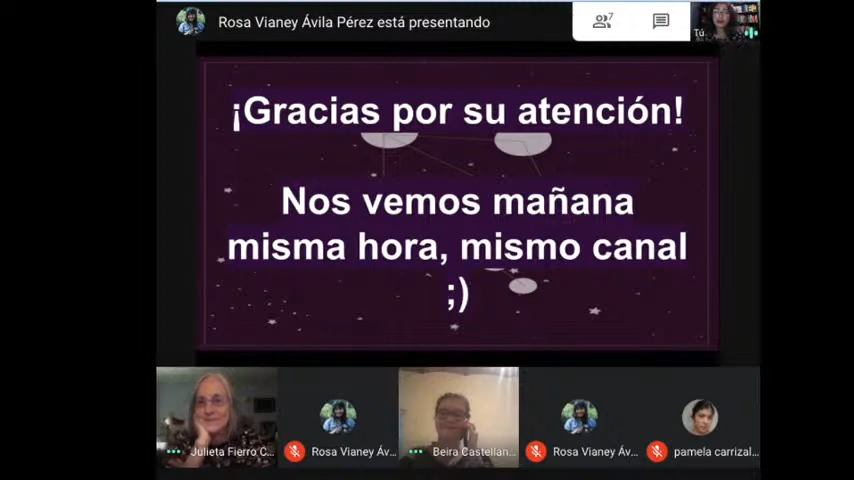 Rosa Vianey Ávila Pérez está presentando
7
Tú
¡Gracias por su atención!
Nos vemos mañana
misma hora, mismo canal
;)
Julieta Fierro C...
Rosa Vianey Áv...
Beira Castellan...
Rosa Vianey Áv...
pamela carrizal...